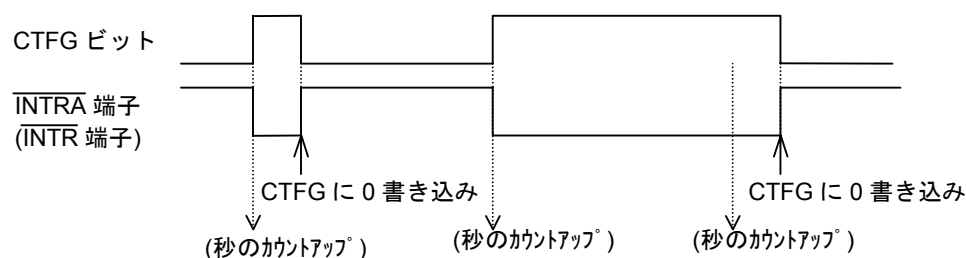 CTFG ビット
INTRA 端子
(INTR 端子)
CTFG に 0 書き込み
CTFG に 0 書き込み
(秒のｶｳﾝﾄｱｯﾌﾟ)
(秒のｶｳﾝﾄｱｯﾌﾟ)
(秒のｶｳﾝﾄｱｯﾌﾟ)